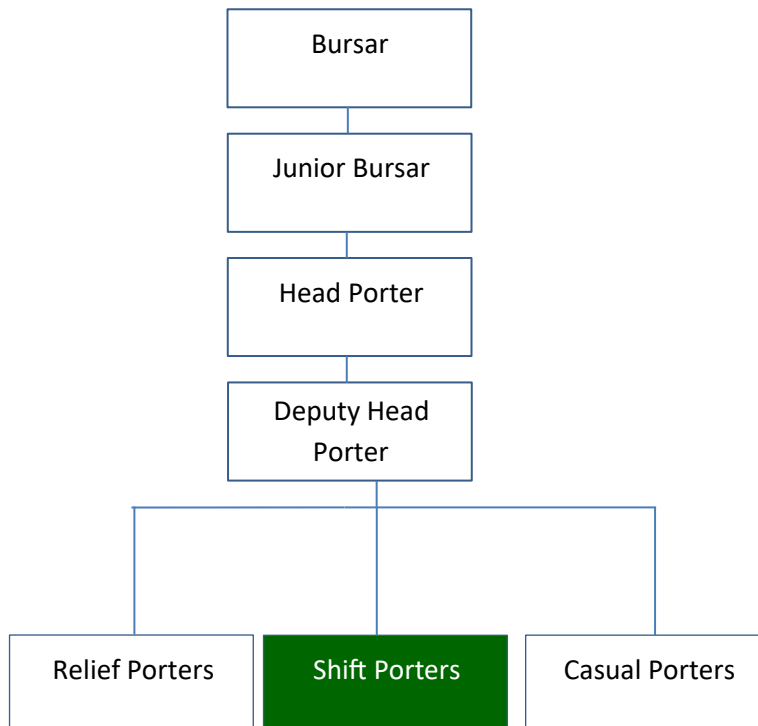 Bursar
Junior Bursar
Head Porter
Deputy Head
Porter
Relief Porters
Shift Porters
Casual Porters